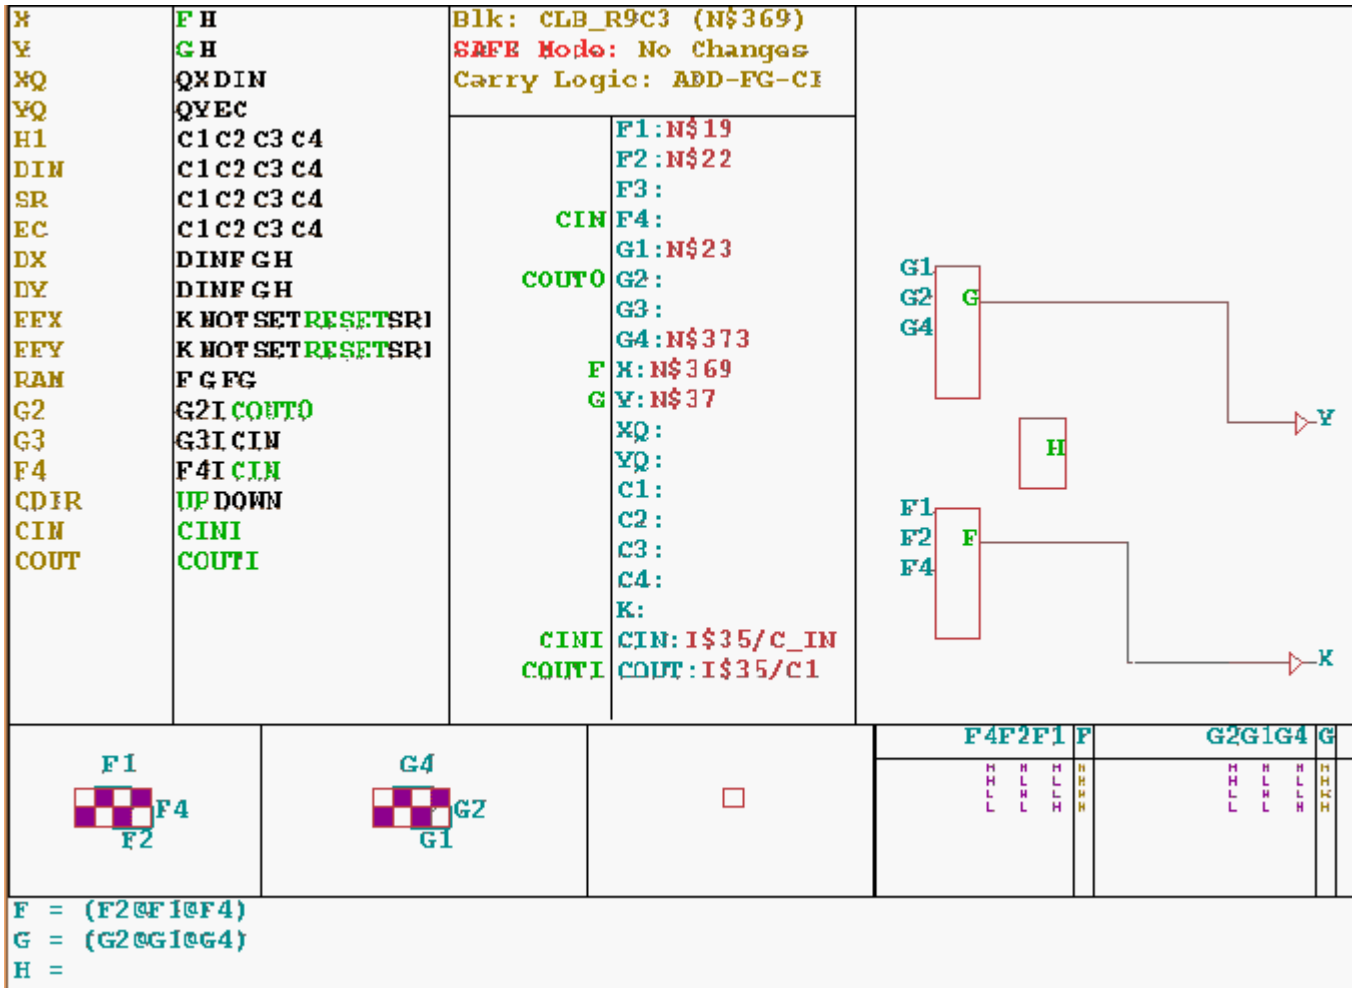 X F H
Y G H
XQ QX DIN
YQ QY EC
H1 C1 C2 C3 C4
DIN C1 C2 C3 C4
SR C1 C2 C3 C4
EC C1 C2 C3 C4
DX DIN F G H
DY DIN F G H
FFX K NOT SET RESET SR1
FFY K NOT SET RESET SR1
RAM F G FG
G2 G2I COUT0
G3 G3I CIN
F4 F4I CIN
CDIR UP DOWN
CIN CINI
COUT COUTI
Blk: CLB_R9C3 (N$369)
SAFE Mode: No Changes
Carry Logic: ADD-FG-CI
F1:N$19
F2:N$22
F3:
CIN F4:
G1:N$23
COUT0 G2:
G3:
G4:N$373
F X:N$369
G Y:N$37
XQ:
YQ:
C1:
C2:
C3:
C4:
K:
CINI CIN:I$35/C_IN
COUTI COUT:I$35/C1
G1
G2 G
G4
Y
H
F1
F2 F
F4
X
F1
F4
F2
G4
G2
G1
F4F2F1 F
H H H H
H L L H
L H L H
L L H H
G2G1G4 G
H H H H
H L L H
L H L H
L L H H
F = (F2@F1@F4)
G = (G2@G1@G4)
H =